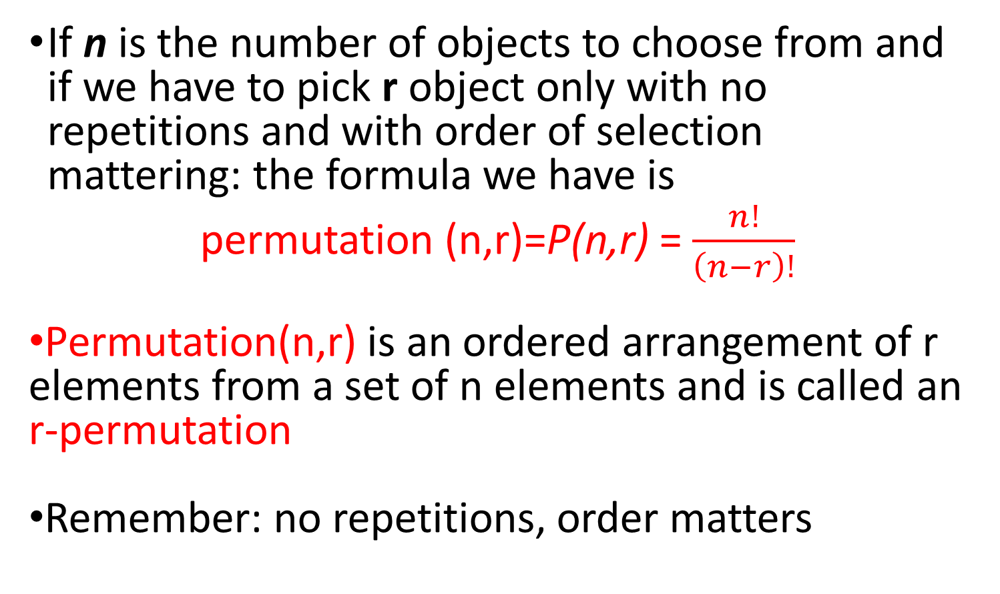 •If n is the number of objects to choose from and
if we have to pick r object only with no
repetitions and with order of selection
mattering: the formula we have is
permutation (n,r)=P(n,r) = n!/(n−r)!
•Permutation(n,r) is an ordered arrangement of r
elements from a set of n elements and is called an
r-permutation
•Remember: no repetitions, order matters